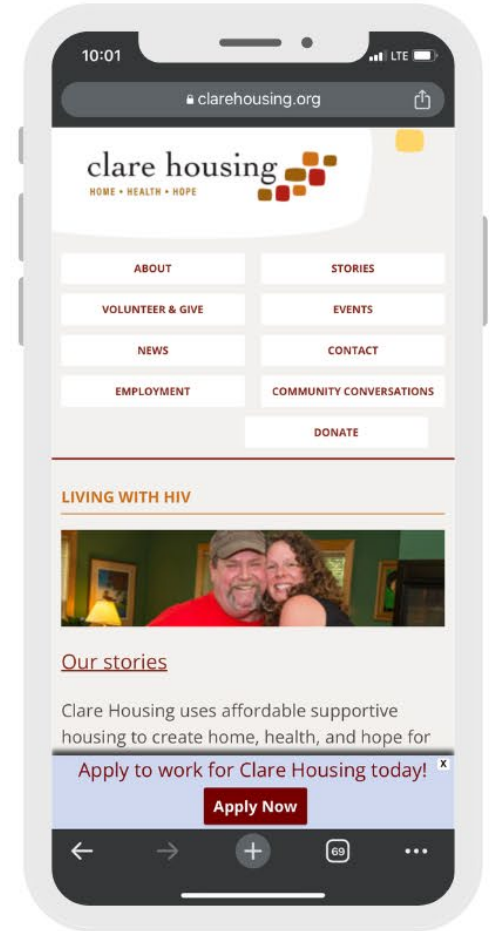 10:01
LTE
clarehousing.org
clare housing
HOME • HEALTH • HOPE
ABOUT
STORIES
VOLUNTEER & GIVE
EVENTS
NEWS
CONTACT
EMPLOYMENT
COMMUNITY CONVERSATIONS
DONATE
LIVING WITH HIV
Our stories
Clare Housing uses affordable supportive
housing to create home, health, and hope for
Apply to work for Clare Housing today!
X
Apply Now
69